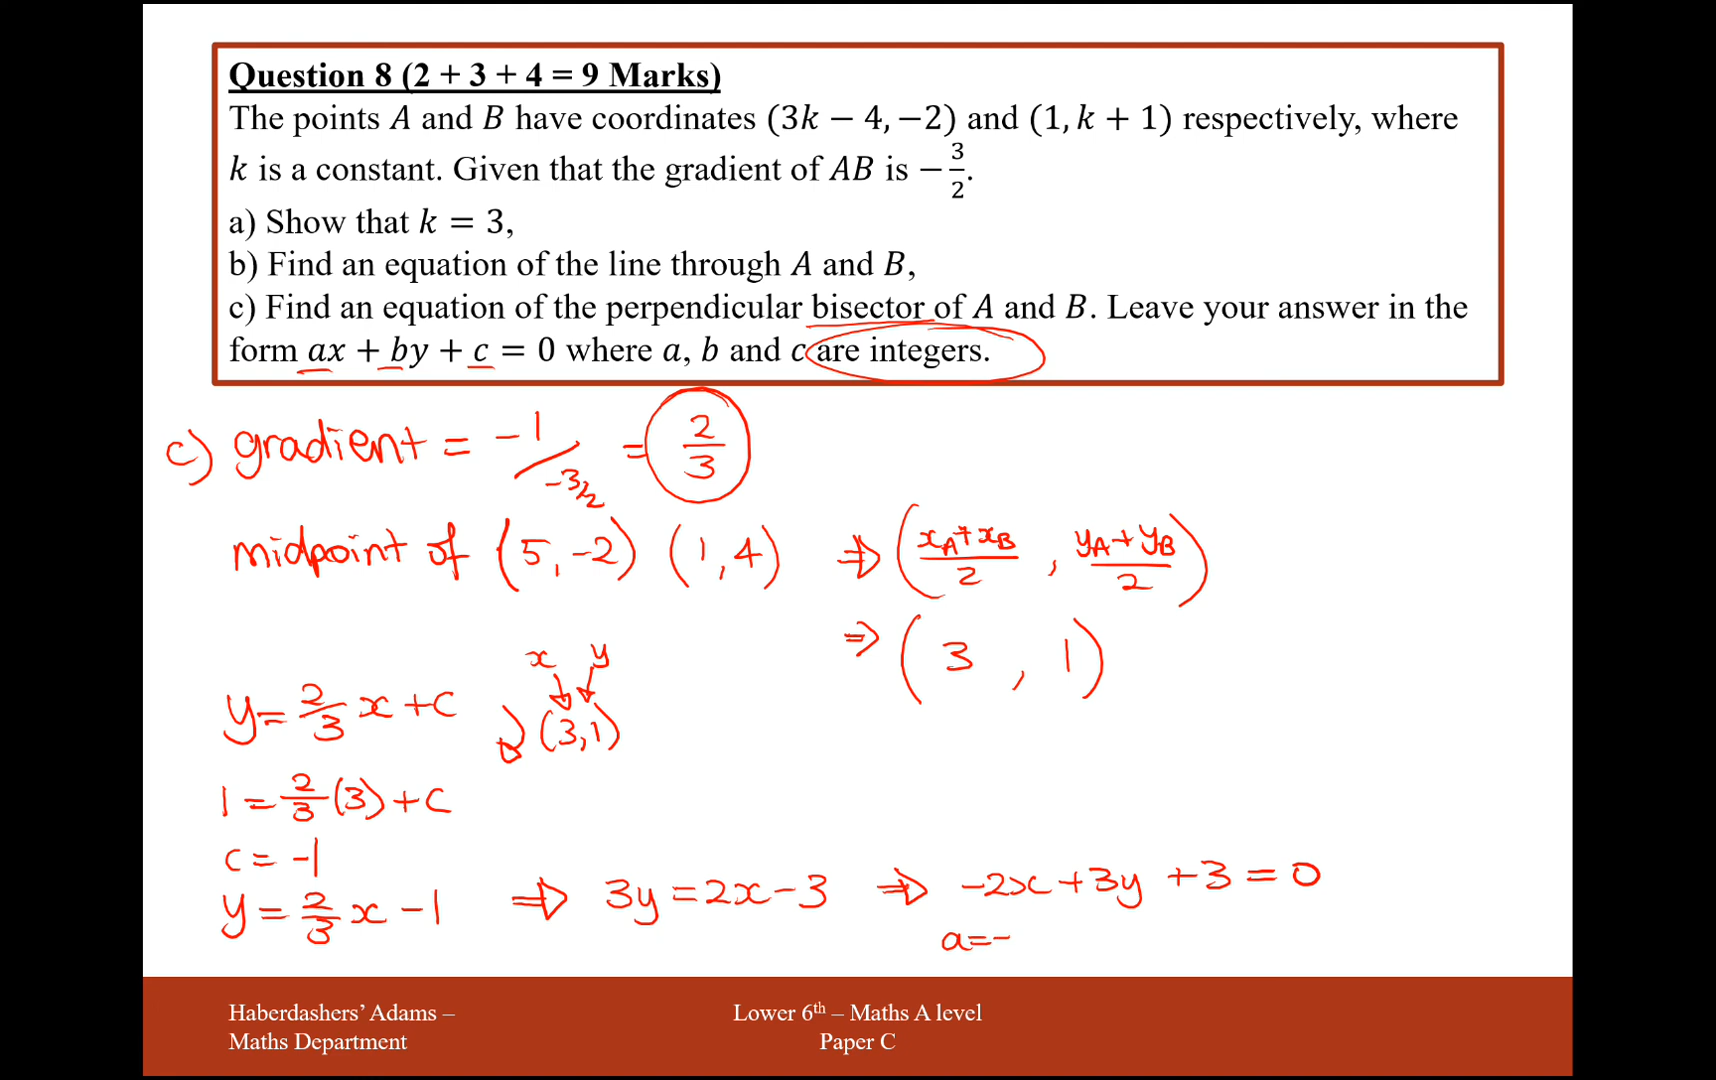 Question 8 (2 + 3 + 4 = 9 Marks)
The points A and B have coordinates (3k − 4, −2) and (1, k + 1) respectively, where
k is a constant. Given that the gradient of AB is −3/2.
a) Show that k = 3,
b) Find an equation of the line through A and B,
c) Find an equation of the perpendicular bisector of A and B. Leave your answer in the
form ax + by + c = 0 where a, b and c are integers.
c) gradient = -1/-3/2 = 2/3
midpoint of (5, -2) (1, 4) ⇒ (xA+xB/2, yA+yB/2)
⇒ (3, 1)
x y
y = 2/3 x + c (3,1)
1 = 2/3 (3) + c
c = -1
y = 2/3 x - 1 ⇒ 3y = 2x - 3 ⇒ -2x + 3y + 3 = 0
a = -
Haberdashers' Adams –
Maths Department
Lower 6th – Maths A level
Paper C